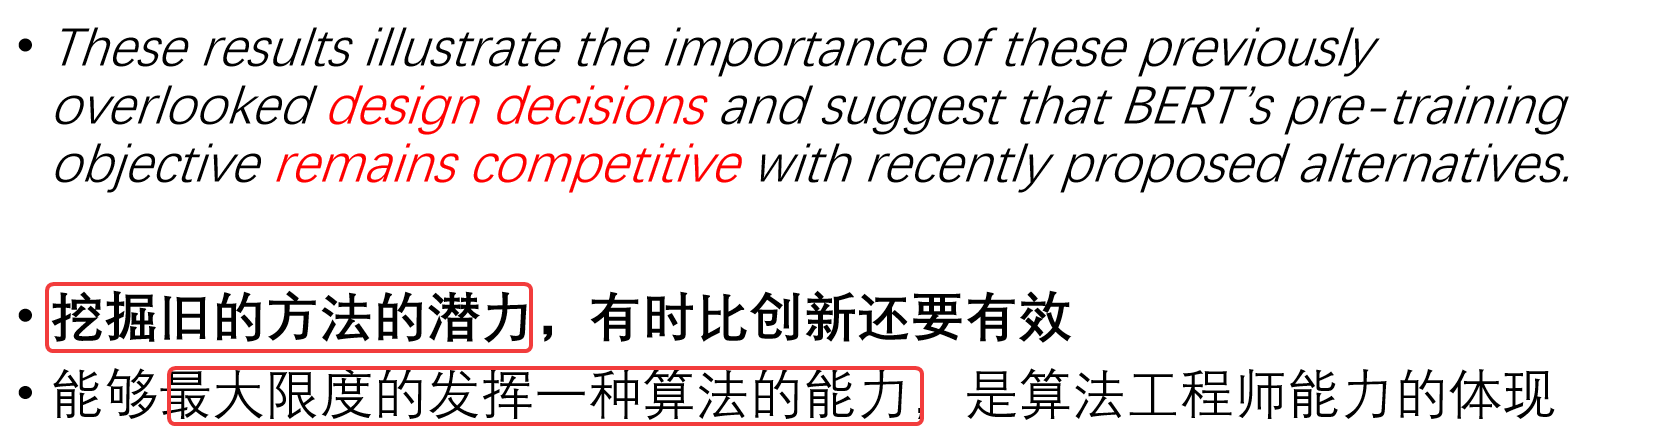 • These results illustrate the importance of these previously
overlooked design decisions and suggest that BERT’s pre-training
objective remains competitive with recently proposed alternatives.
• 挖掘旧的方法的潜力，有时比创新还要有效
• 能够最大限度的发挥一种算法的能力， 是算法工程师能力的体现